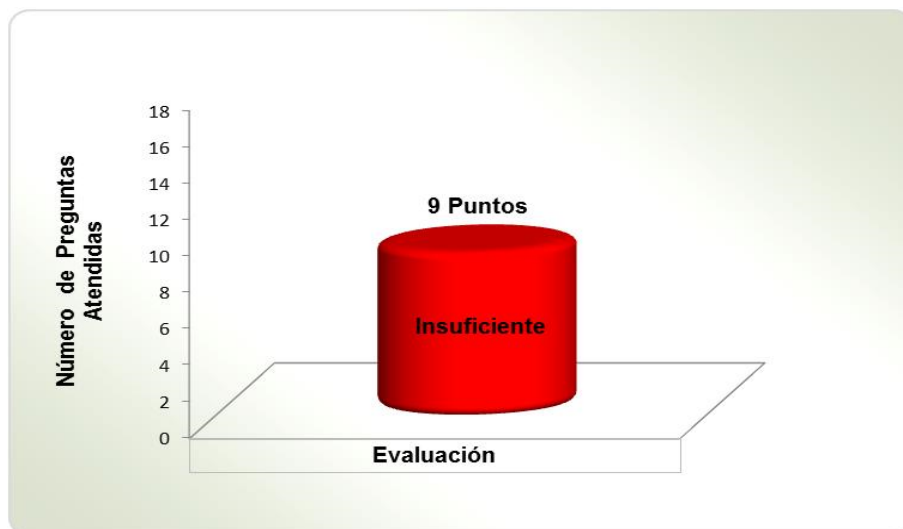 Número de Preguntas
Atendidas
18
16
14
12
10
8
6
4
2
0
9 Puntos
Insuficiente
Evaluación